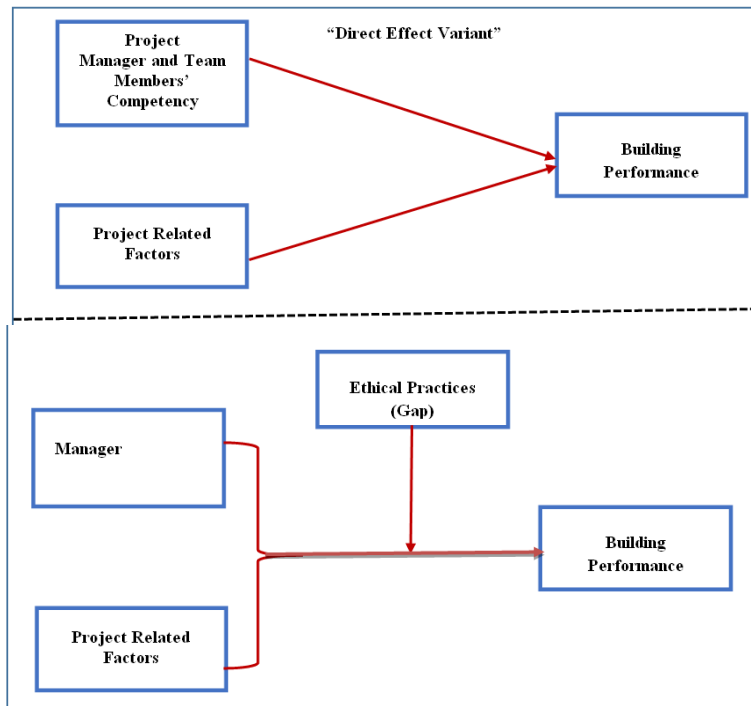 “Direct Effect Variant”
Project
Manager and Team
Members’
Competency
Building
Performance
Project Related
Factors
Ethical Practices
(Gap)
Manager
Building
Performance
Project Related
Factors